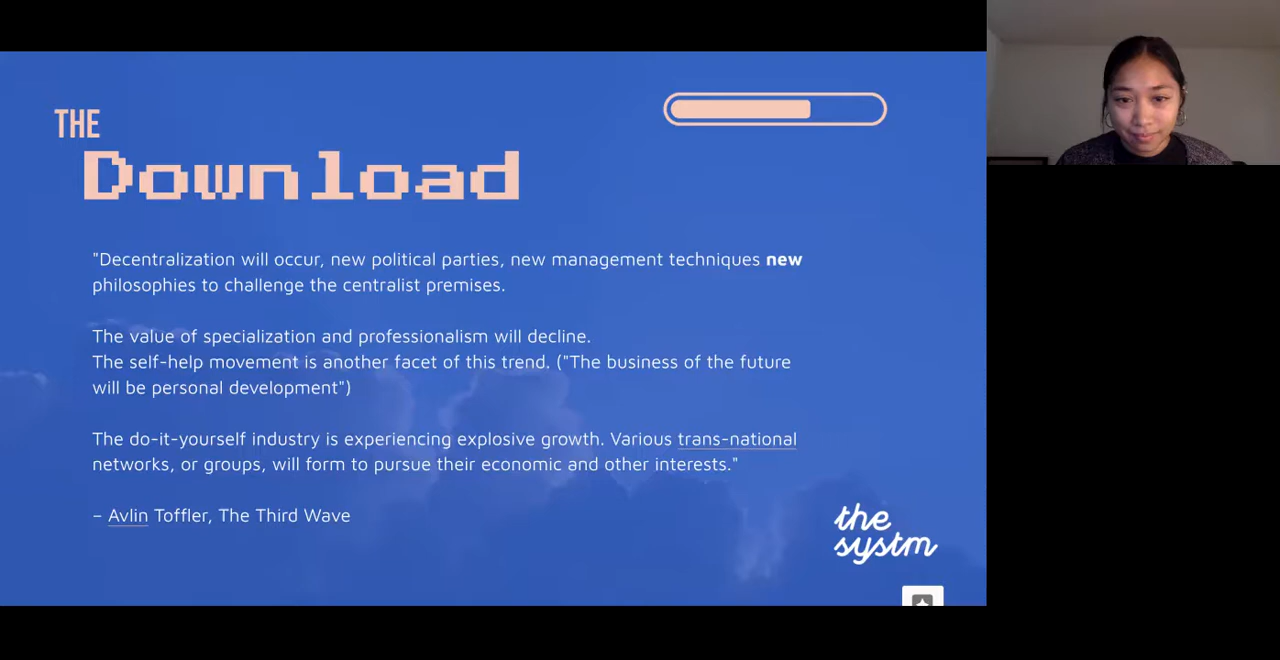 THE
Download
"Decentralization will occur, new political parties, new management techniques new
philosophies to challenge the centralist premises.
The value of specialization and professionalism will decline.
The self-help movement is another facet of this trend. ("The business of the future
will be personal development")
The do-it-yourself industry is experiencing explosive growth. Various trans-national
networks, or groups, will form to pursue their economic and other interests."
– Avlin Toffler, The Third Wave
the
systm